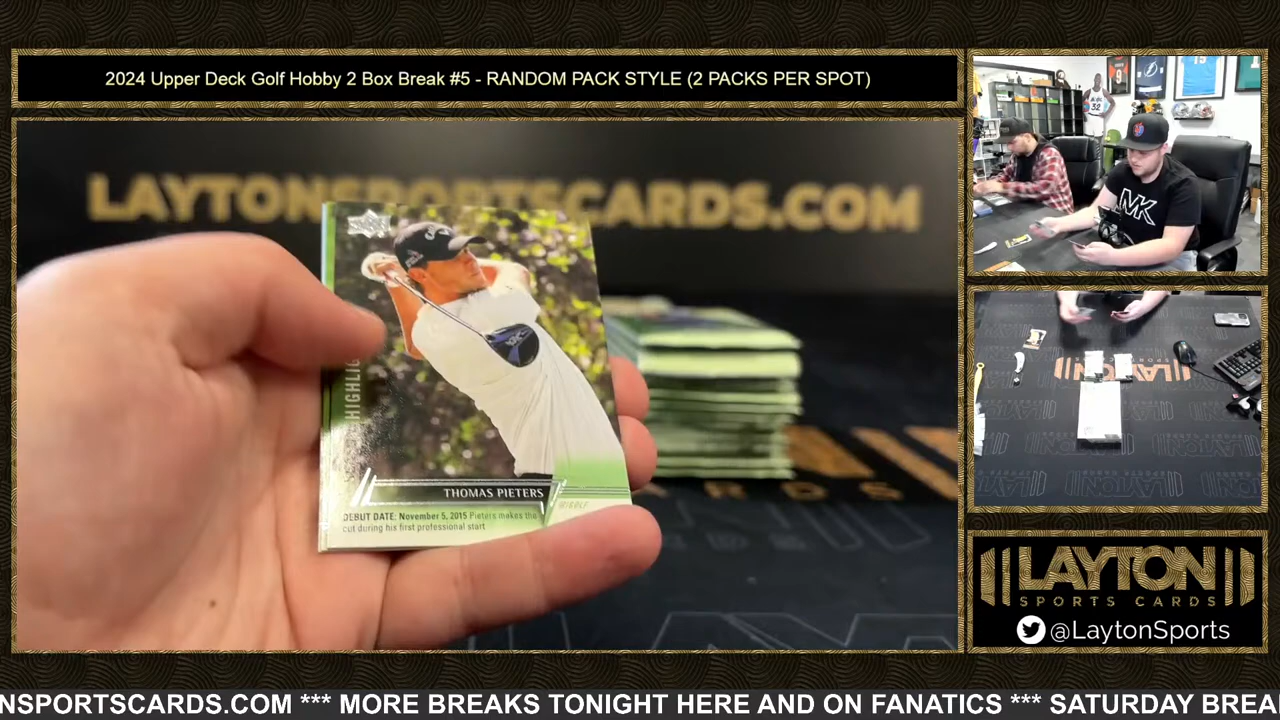 2024 Upper Deck Golf Hobby 2 Box Break #5 - RANDOM PACK STYLE (2 PACKS PER SPOT)
LAYTONSPORTSCARDS.COM
THOMAS PIETERS
DEBUT DATE: November 5, 2015 Pieters makes the
cut during his first professional start
MK
LAYTON
LAYTON
SPORTS CARDS
@LaytonSports
NSPORTSCARDS.COM *** MORE BREAKS TONIGHT HERE AND ON FANATICS *** SATURDAY BREA